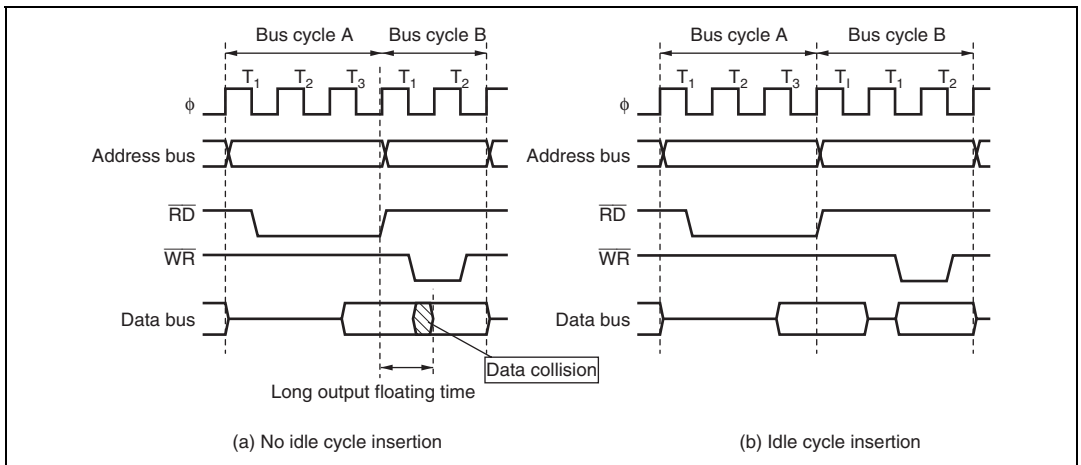 Bus cycle A
Bus cycle B
T1 T2 T3 T1 T2
ϕ
Address bus
RD
WR
Data bus
Data collision
Long output floating time
(a) No idle cycle insertion
Bus cycle A
Bus cycle B
T1 T2 T3 TI T1 T2
ϕ
Address bus
RD
WR
Data bus
(b) Idle cycle insertion